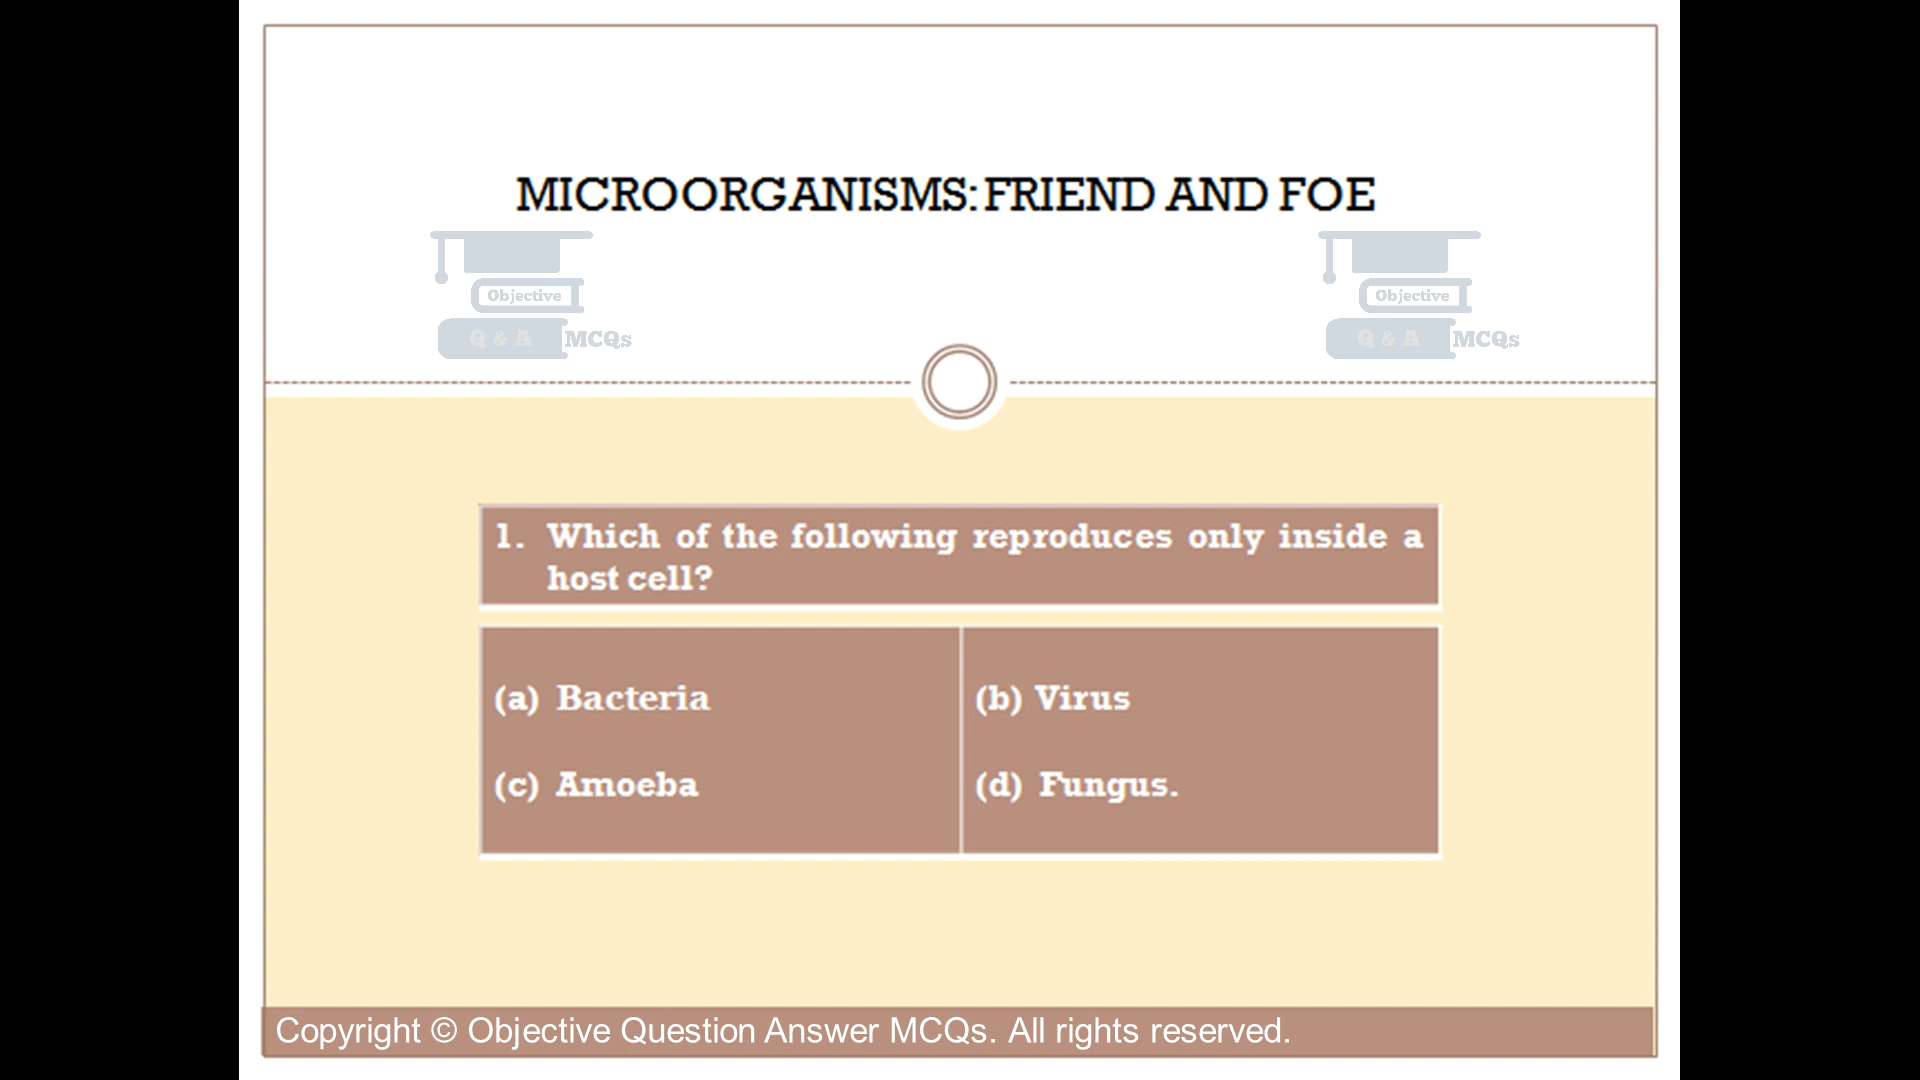 MICROORGANISMS: FRIEND AND FOE
Objective
Q & A MCQs
Objective
Q & A MCQs
1. Which of the following reproduces only inside a
host cell?
(a) Bacteria
(b) Virus
(c) Amoeba
(d) Fungus.
Copyright © Objective Question Answer MCQs. All rights reserved.